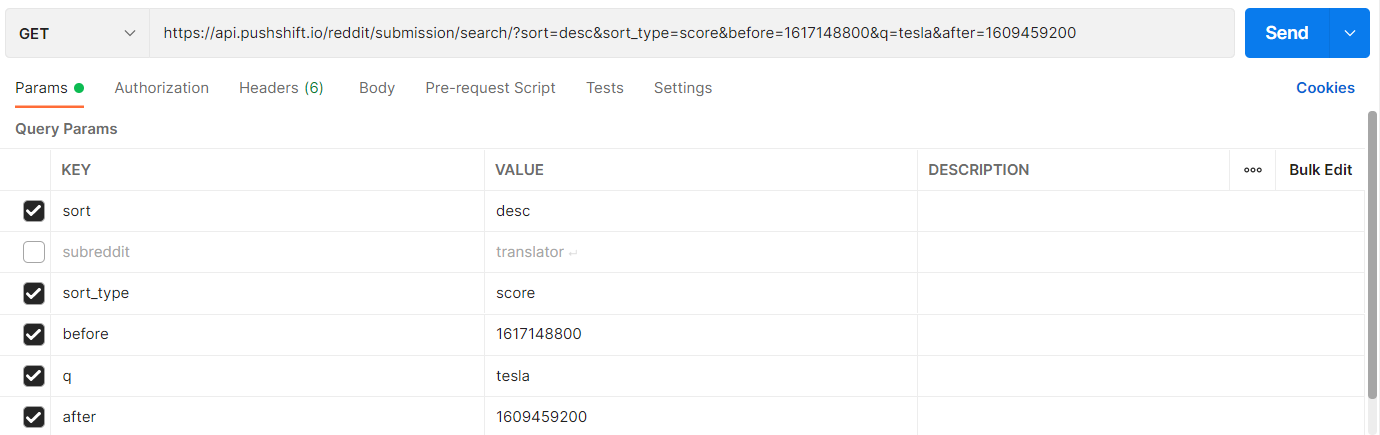 GET https://api.pushshift.io/reddit/submission/search/?sort=desc&sort_type=score&before=1617148800&q=tesla&after=1609459200 Send
Params Authorization Headers (6) Body Pre-request Script Tests Settings Cookies
Query Params
KEY VALUE DESCRIPTION Bulk Edit
sort desc
subreddit translator
sort_type score
before 1617148800
q tesla
after 1609459200